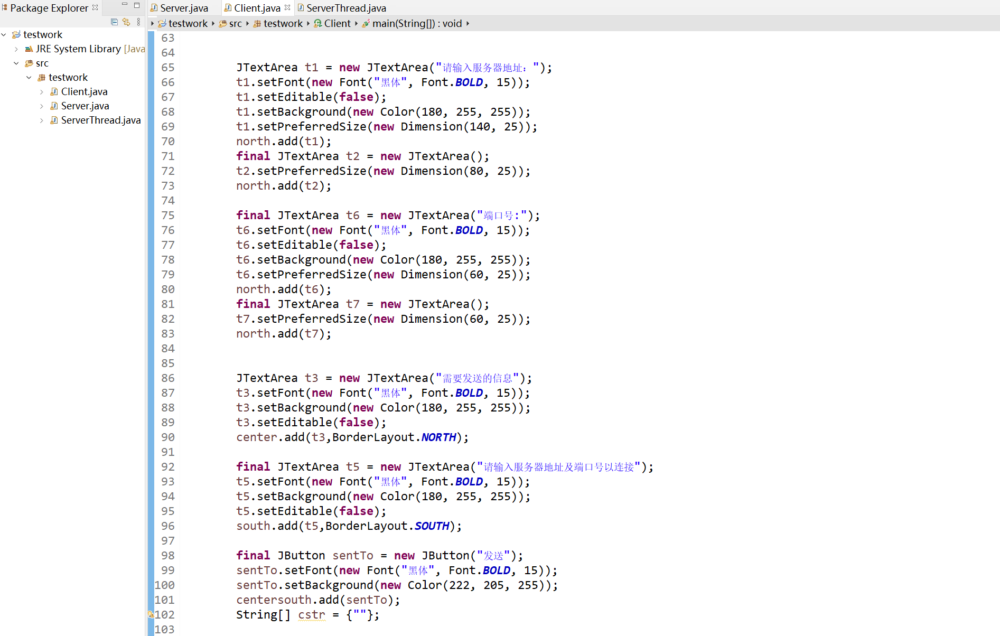 Package Explorer
Server.java
Client.java
ServerThread.java
testwork
src
testwork
Client
main(String[]) : void
testwork
JRE System Library [Java
src
testwork
Client.java
Server.java
ServerThread.java
63
64
65 JTextArea t1 = new JTextArea("请输入服务器地址：");
66 t1.setFont(new Font("黑体", Font.BOLD, 15));
67 t1.setEditable(false);
68 t1.setBackground(new Color(180, 255, 255));
69 t1.setPreferredSize(new Dimension(140, 25));
70 north.add(t1);
71 final JTextArea t2 = new JTextArea();
72 t2.setPreferredSize(new Dimension(80, 25));
73 north.add(t2);
74
75 final JTextArea t6 = new JTextArea("端口号:");
76 t6.setFont(new Font("黑体", Font.BOLD, 15));
77 t6.setEditable(false);
78 t6.setBackground(new Color(180, 255, 255));
79 t6.setPreferredSize(new Dimension(60, 25));
80 north.add(t6);
81 final JTextArea t7 = new JTextArea();
82 t7.setPreferredSize(new Dimension(60, 25));
83 north.add(t7);
84
85
86 JTextArea t3 = new JTextArea("需要发送的信息");
87 t3.setFont(new Font("黑体", Font.BOLD, 15));
88 t3.setBackground(new Color(180, 255, 255));
89 t3.setEditable(false);
90 center.add(t3,BorderLayout.NORTH);
91
92 final JTextArea t5 = new JTextArea("请输入服务器地址及端口号以连接");
93 t5.setFont(new Font("黑体", Font.BOLD, 15));
94 t5.setBackground(new Color(180, 255, 255));
95 t5.setEditable(false);
96 south.add(t5,BorderLayout.SOUTH);
97
98 final JButton sentTo = new JButton("发送");
99 sentTo.setFont(new Font("黑体", Font.BOLD, 15));
100 sentTo.setBackground(new Color(222, 205, 255));
101 centersouth.add(sentTo);
102 String[] cstr = {""};
103